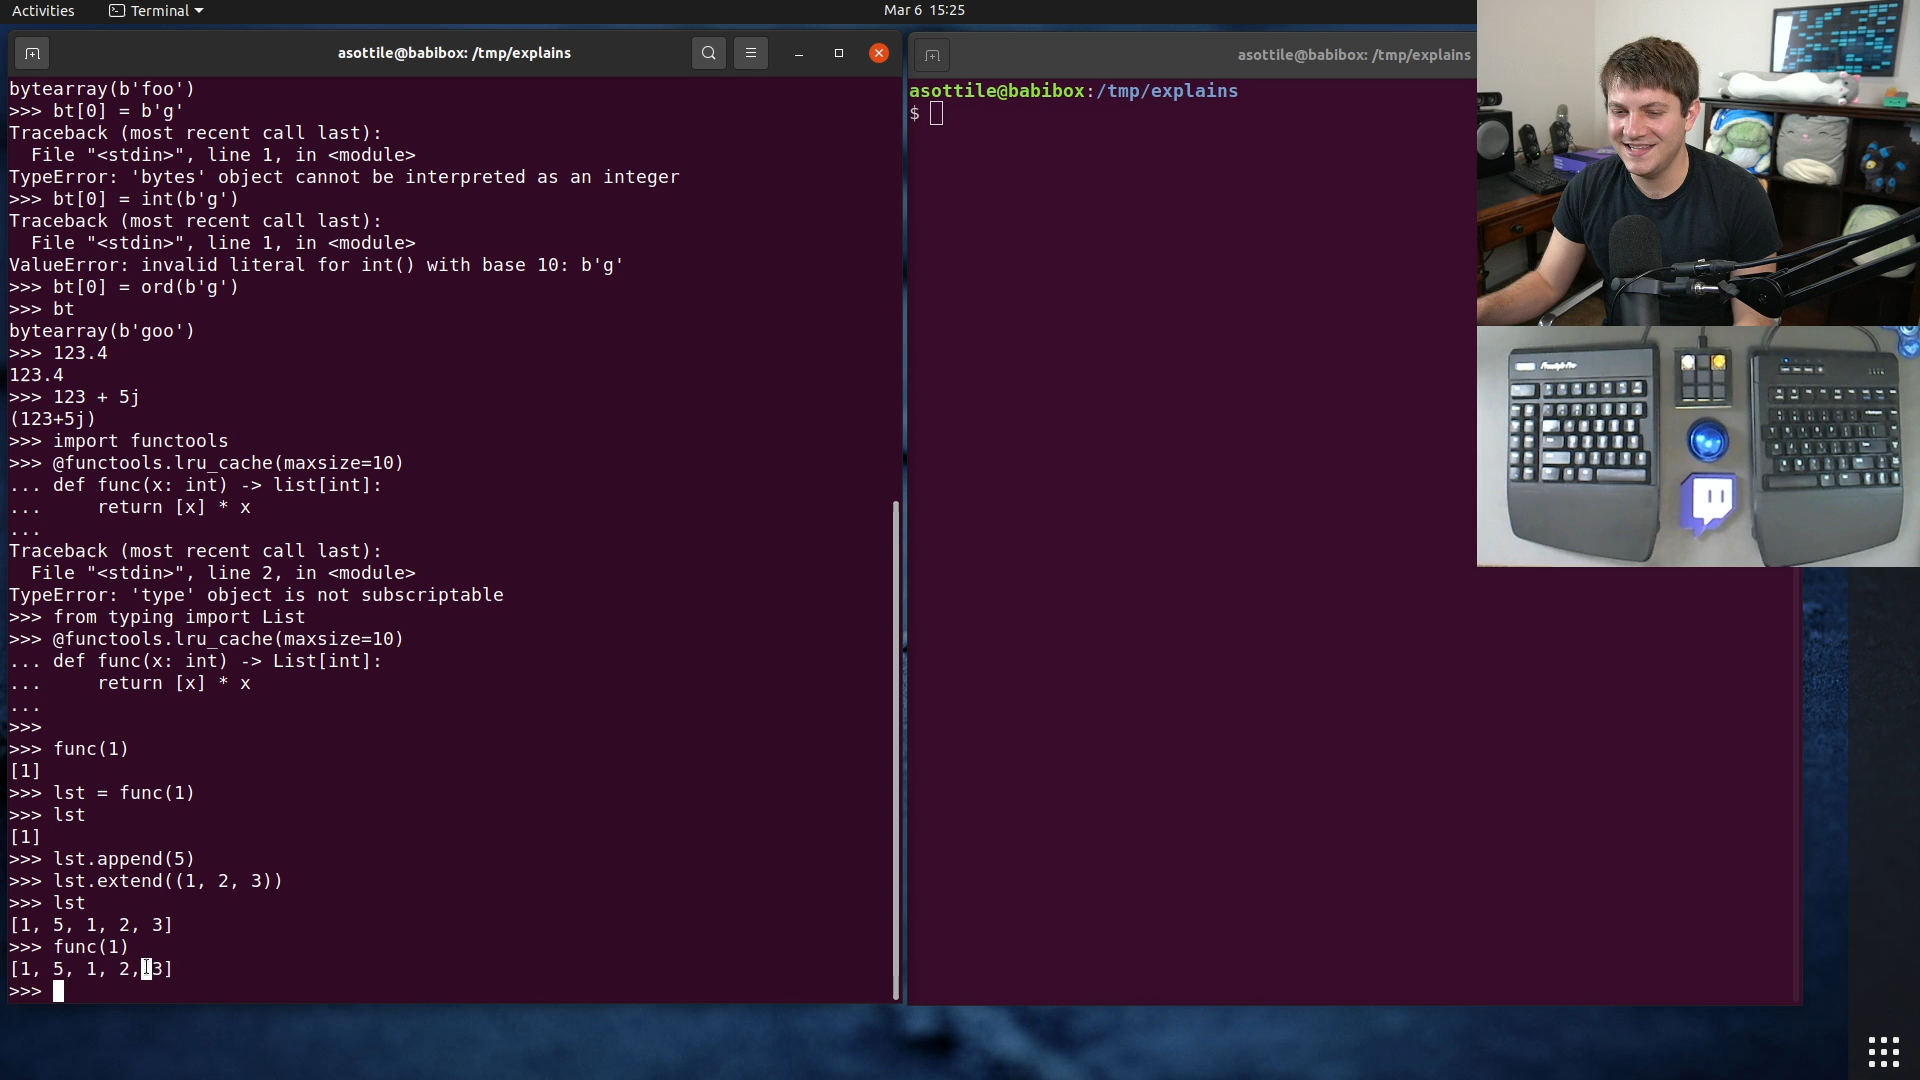 Activities
Terminal
Mar 6 15:25
asottile@babibox: /tmp/explains
bytearray(b'foo')
>>> bt[0] = b'g'
Traceback (most recent call last):
  File "<stdin>", line 1, in <module>
TypeError: 'bytes' object cannot be interpreted as an integer
>>> bt[0] = int(b'g')
Traceback (most recent call last):
  File "<stdin>", line 1, in <module>
ValueError: invalid literal for int() with base 10: b'g'
>>> bt[0] = ord(b'g')
>>> bt
bytearray(b'goo')
>>> 123.4
123.4
>>> 123 + 5j
(123+5j)
>>> import functools
>>> @functools.lru_cache(maxsize=10)
... def func(x: int) -> list[int]:
...     return [x] * x
...
Traceback (most recent call last):
  File "<stdin>", line 2, in <module>
TypeError: 'type' object is not subscriptable
>>> from typing import List
>>> @functools.lru_cache(maxsize=10)
... def func(x: int) -> List[int]:
...     return [x] * x
...
>>>
>>> func(1)
[1]
>>> lst = func(1)
>>> lst
[1]
>>> lst.append(5)
>>> lst.extend((1, 2, 3))
>>> lst
[1, 5, 1, 2, 3]
>>> func(1)
[1, 5, 1, 2, 3]
>>>
asottile@babibox: /tmp/explains
asottile@babibox:/tmp/explains
$
Freestyle Pro